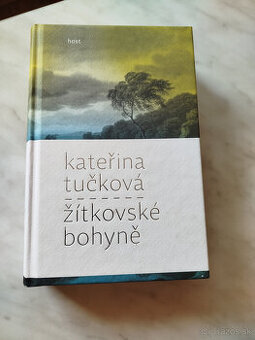 host
kateřina
tučková
žítkovské
bohyně